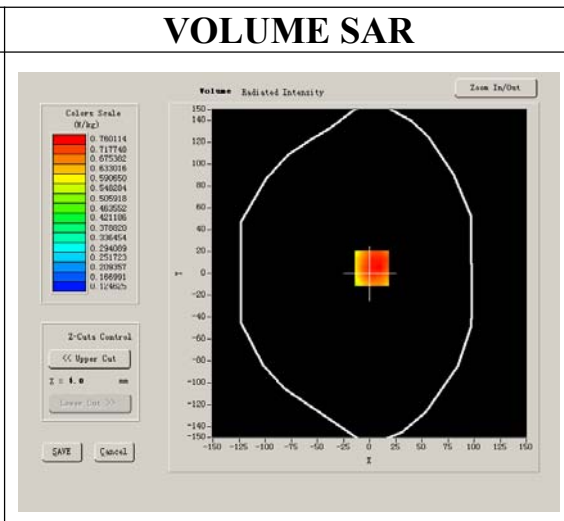 VOLUME SAR
Volume Radiated Intensity
Zoom In/Out
Colors Scale
(W/kg)
0.760114
0.717748
0.675382
0.633016
0.590650
0.548284
0.505918
0.463552
0.421186
0.378820
0.336454
0.294089
0.251723
0.209357
0.166991
0.124625
Z-Cuts Control
<< Upper Cut
Z = 4.0 mm
Lower Cut >>
SAVE Cancel
150
140
120
100
80
60
40
20
0
-20
-40
-60
-80
-100
-120
-140
-150
Y
-150 -125 -100 -75 -50 -25 0 25 50 75 100 125 150
X